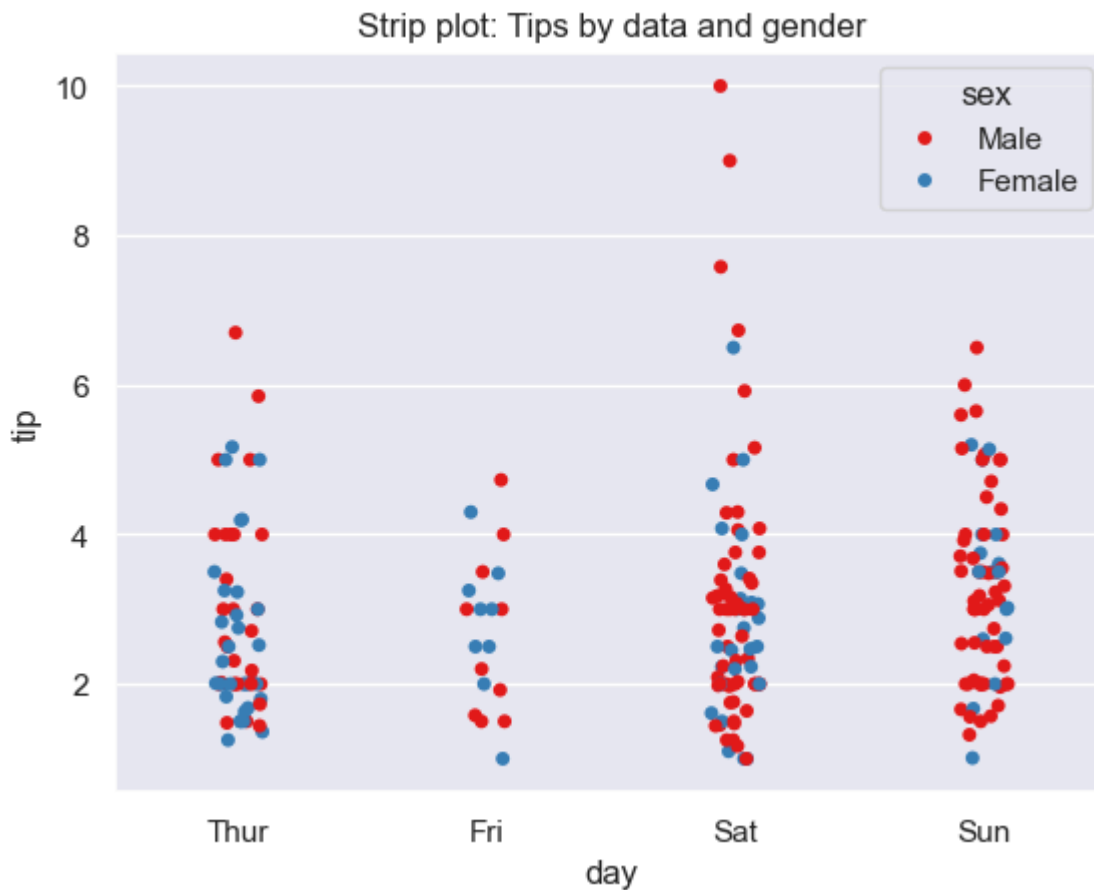 Strip plot: Tips by data and gender
sex
Male
Female
10
8
6
4
2
tip
Thur Fri Sat Sun
day